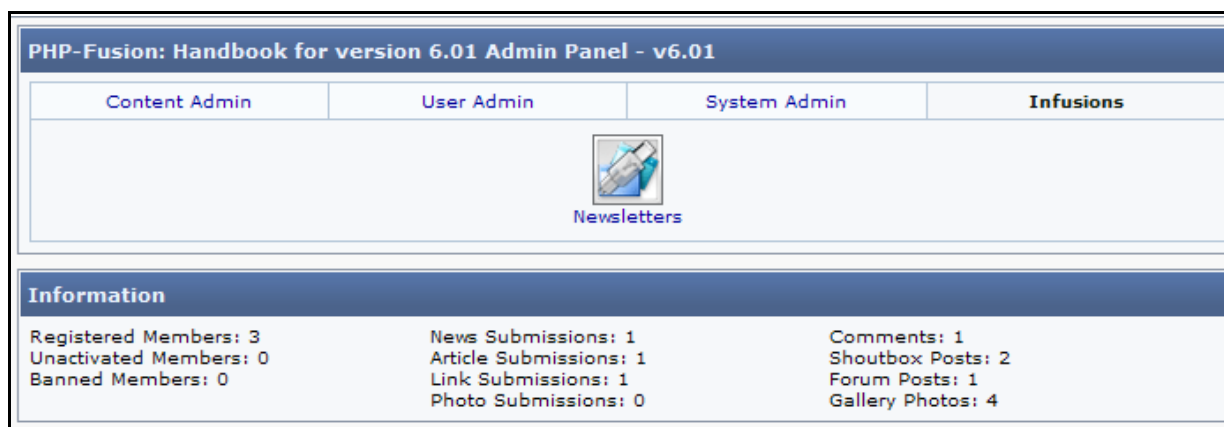 PHP-Fusion: Handbook for version 6.01 Admin Panel - v6.01
Content Admin User Admin System Admin Infusions
Newsletters
Information
Registered Members: 3 News Submissions: 1 Comments: 1
Unactivated Members: 0 Article Submissions: 1 Shoutbox Posts: 2
Banned Members: 0 Link Submissions: 1 Forum Posts: 1
Photo Submissions: 0 Gallery Photos: 4